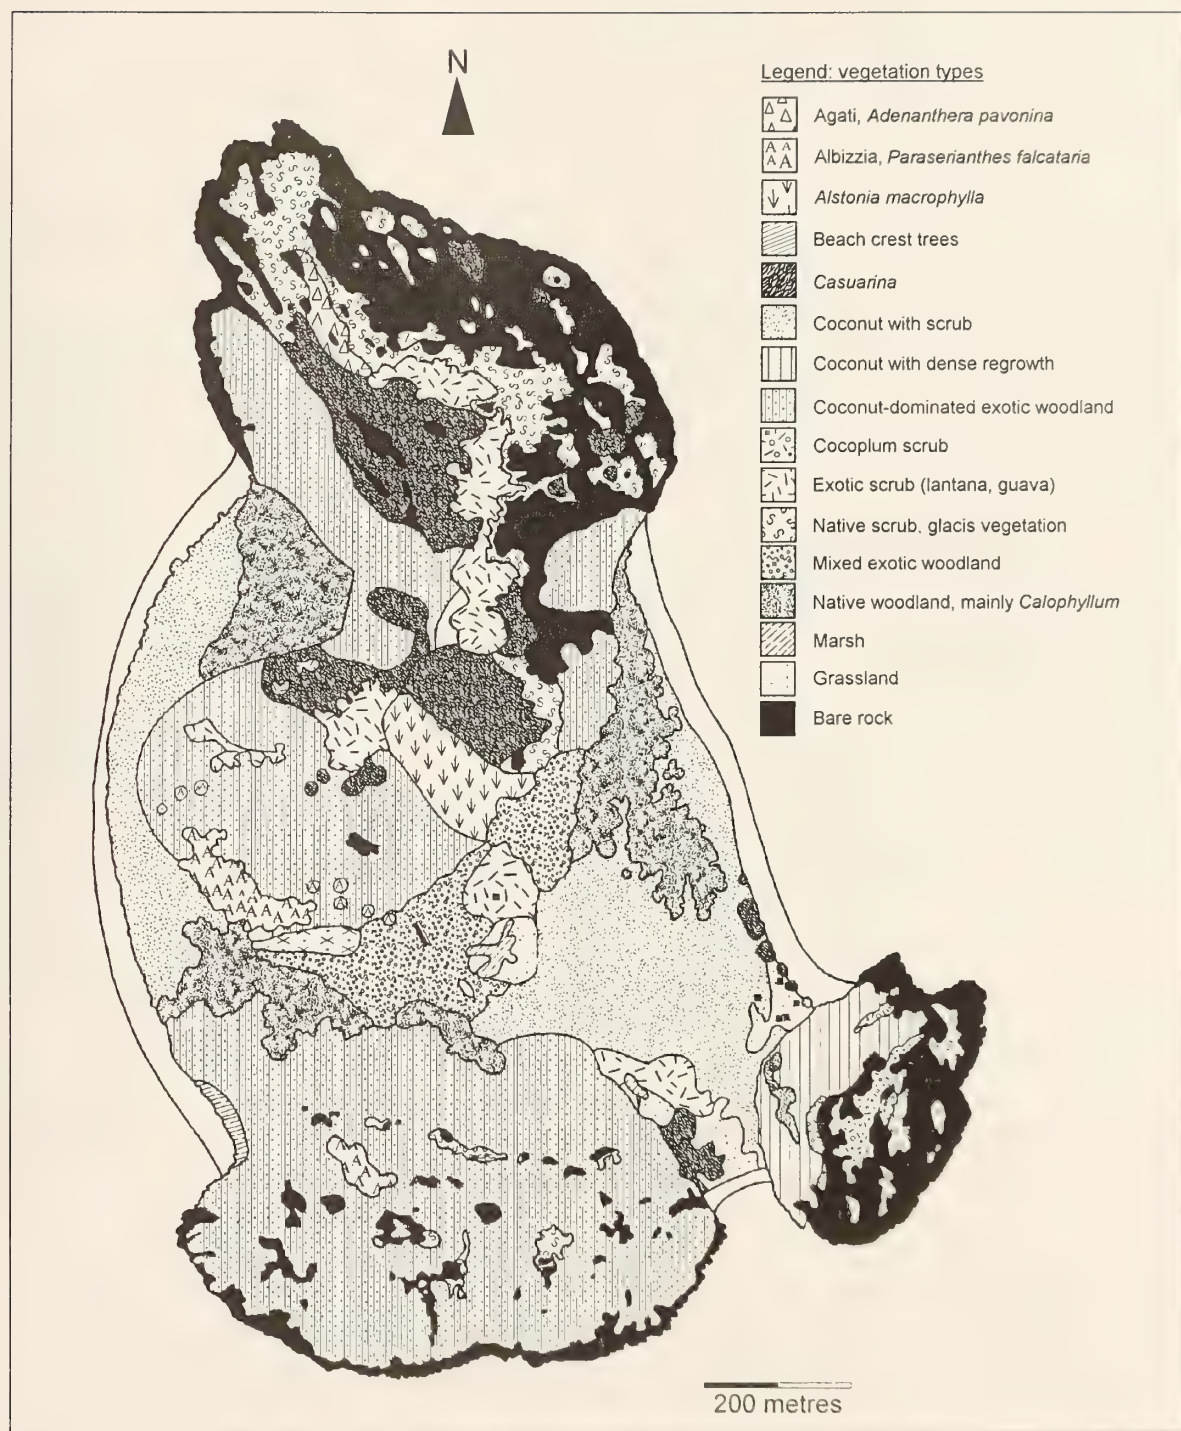 N
Legend: vegetation types
Agati, Adenanthera pavonina
Albizzia, Paraserianthes falcataria
Alstonia macrophylla
Beach crest trees
Casuarina
Coconut with scrub
Coconut with dense regrowth
Coconut-dominated exotic woodland
Cocoplum scrub
Exotic scrub (lantana, guava)
Native scrub, glacis vegetation
Mixed exotic woodland
Native woodland, mainly Calophyllum
Marsh
Grassland
Bare rock
200 metres